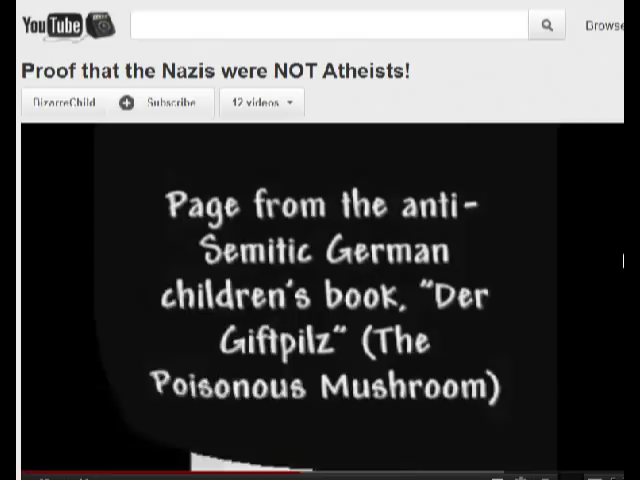 YouTube Browse
Proof that the Nazis were NOT Atheists!
BizarreChild Subscribe 12 videos
Page from the anti-
Semitic German
children's book, "Der
Giftpilz" (The
Poisonous Mushroom)